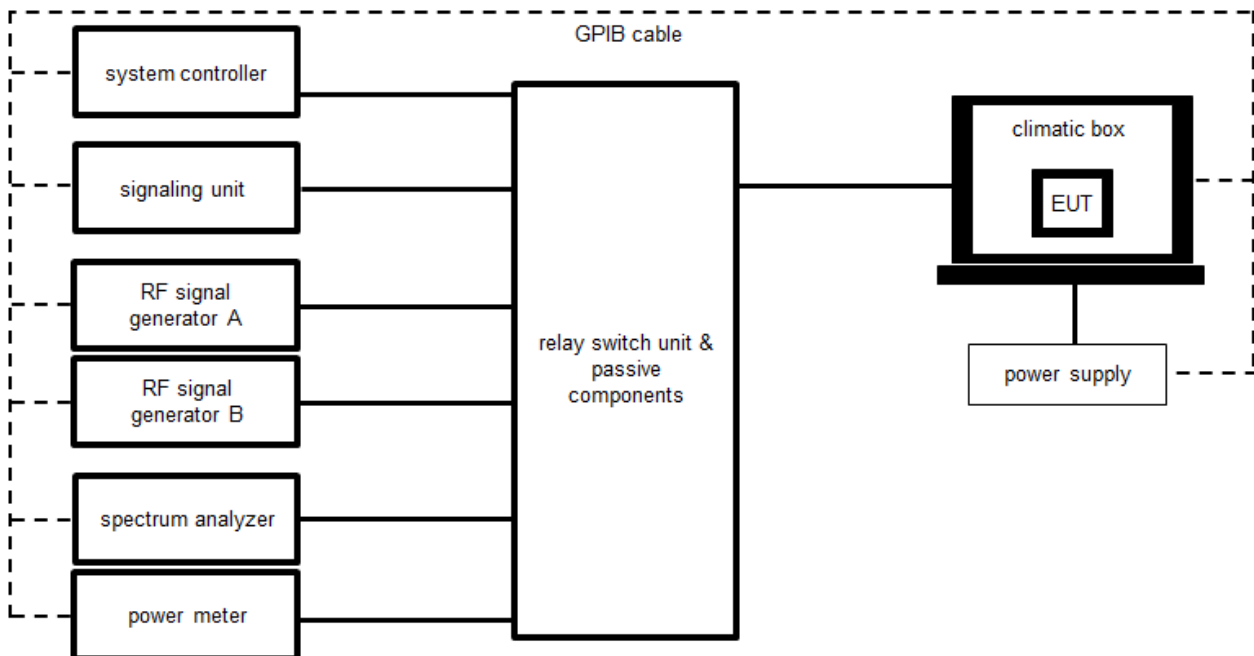 GPIB cable
system controller
signaling unit
RF signal
generator A
RF signal
generator B
spectrum analyzer
power meter
relay switch unit &
passive
components
climatic box
EUT
power supply